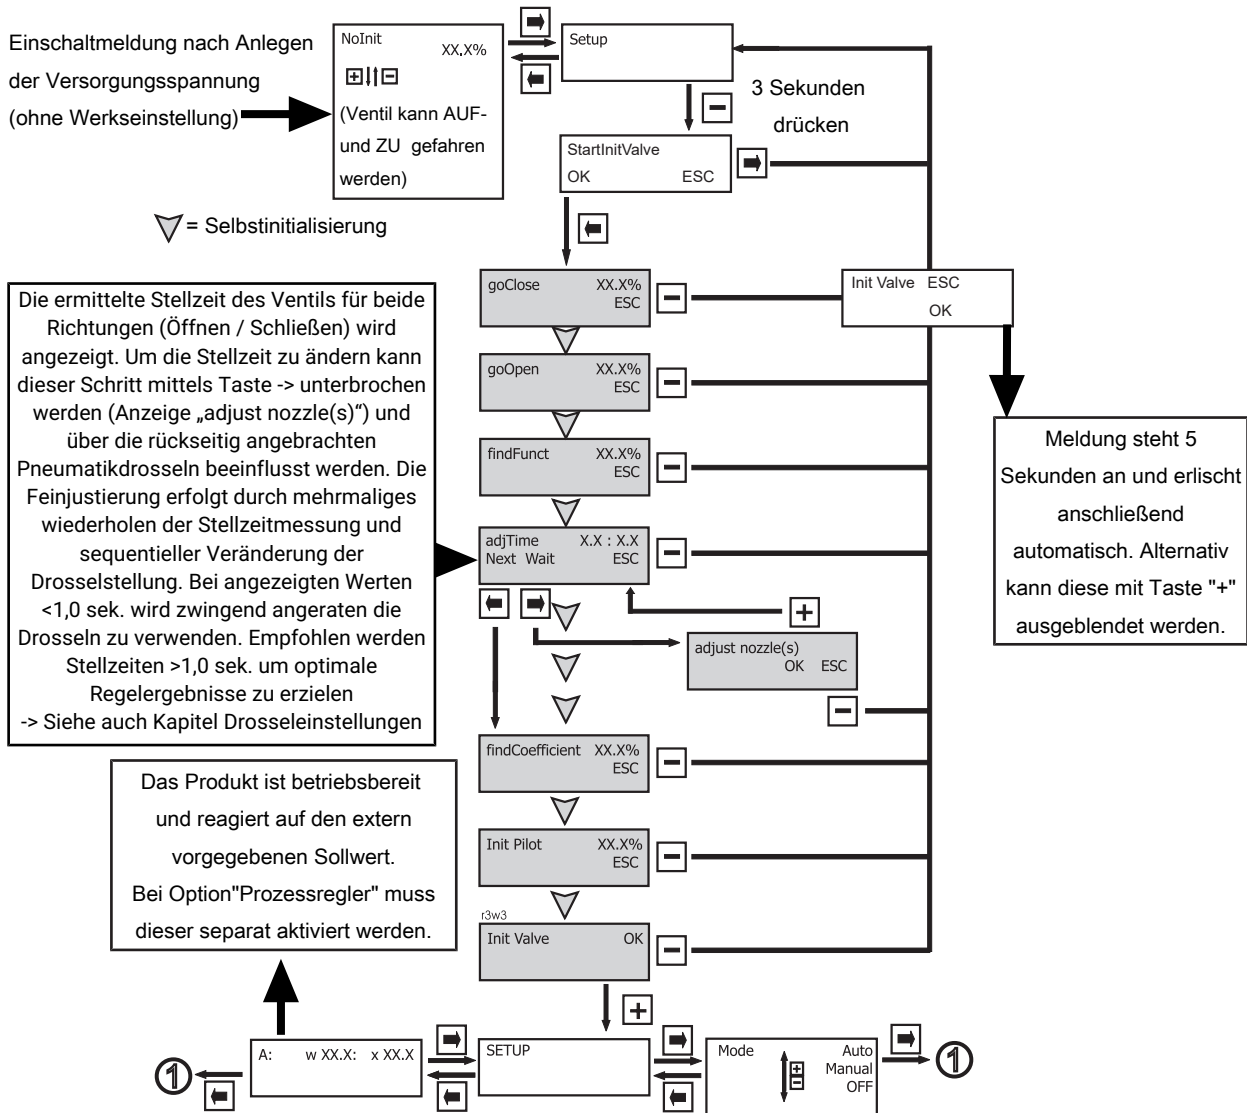 Einschaltmeldung nach Anlegen
der Versorgungsspannung
(ohne Werkseinstellung)
NoInit
XX.X%
(Ventil kann AUF-
und ZU gefahren
werden)
Setup
3 Sekunden
drücken
StartInitValve
OK ESC
= Selbstinitialisierung
goClose XX.X%
ESC
Init Valve ESC
OK
goOpen XX.X%
ESC
findFunct XX.X%
ESC
adjTime X.X : X.X
Next Wait ESC
adjust nozzle(s)
OK ESC
findCoefficient XX.X%
ESC
Init Pilot XX.X%
ESC
r3w3
Init Valve OK
Die ermittelte Stellzeit des Ventils für beide
Richtungen (Öffnen / Schließen) wird
angezeigt. Um die Stellzeit zu ändern kann
dieser Schritt mittels Taste -> unterbrochen
werden (Anzeige „adjust nozzle(s)“) und
über die rückseitig angebrachten
Pneumatikdrosseln beeinflusst werden. Die
Feinjustierung erfolgt durch mehrmaliges
wiederholen der Stellzeitmessung und
sequentieller Veränderung der
Drosselstellung. Bei angezeigten Werten
<1,0 sek. wird zwingend angeraten die
Drosseln zu verwenden. Empfohlen werden
Stellzeiten >1,0 sek. um optimale
Regelergebnisse zu erzielen
-> Siehe auch Kapitel Drosseleinstellungen
Meldung steht 5
Sekunden an und erlischt
anschließend
automatisch. Alternativ
kann diese mit Taste "+"
ausgeblendet werden.
Das Produkt ist betriebsbereit
und reagiert auf den extern
vorgegebenen Sollwert.
Bei Option"Prozessregler" muss
dieser separat aktiviert werden.
1
A: w XX.X: x XX.X
SETUP
Mode
Auto
Manual
OFF
1